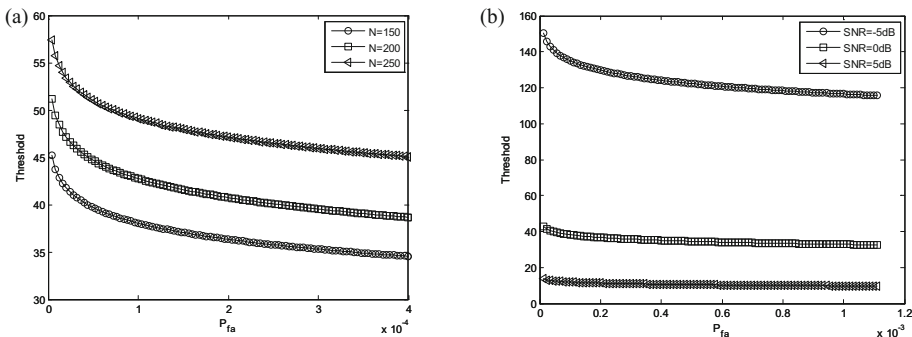 (a)
60
55
50
45
40
35
30
Threshold
0
1
2
3
4
x 10⁻⁴
P_fa
N=150
N=200
N=250
(b)
160
140
120
100
80
60
40
20
0
Threshold
0
0.2
0.4
0.6
0.8
1
1.2
x 10⁻³
P_fa
SNR=-5dB
SNR=0dB
SNR=5dB